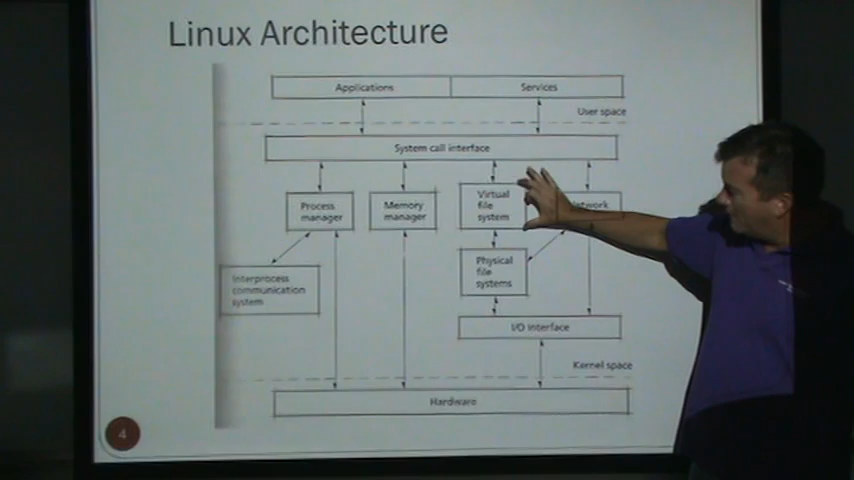 Linux Architecture
Applications
Services
User space
System call interface
Process
manager
Memory
manager
Virtual
file
system
Network
Interprocess
communication
system
Physical
file
systems
I/O interface
Kernel space
Hardware
4